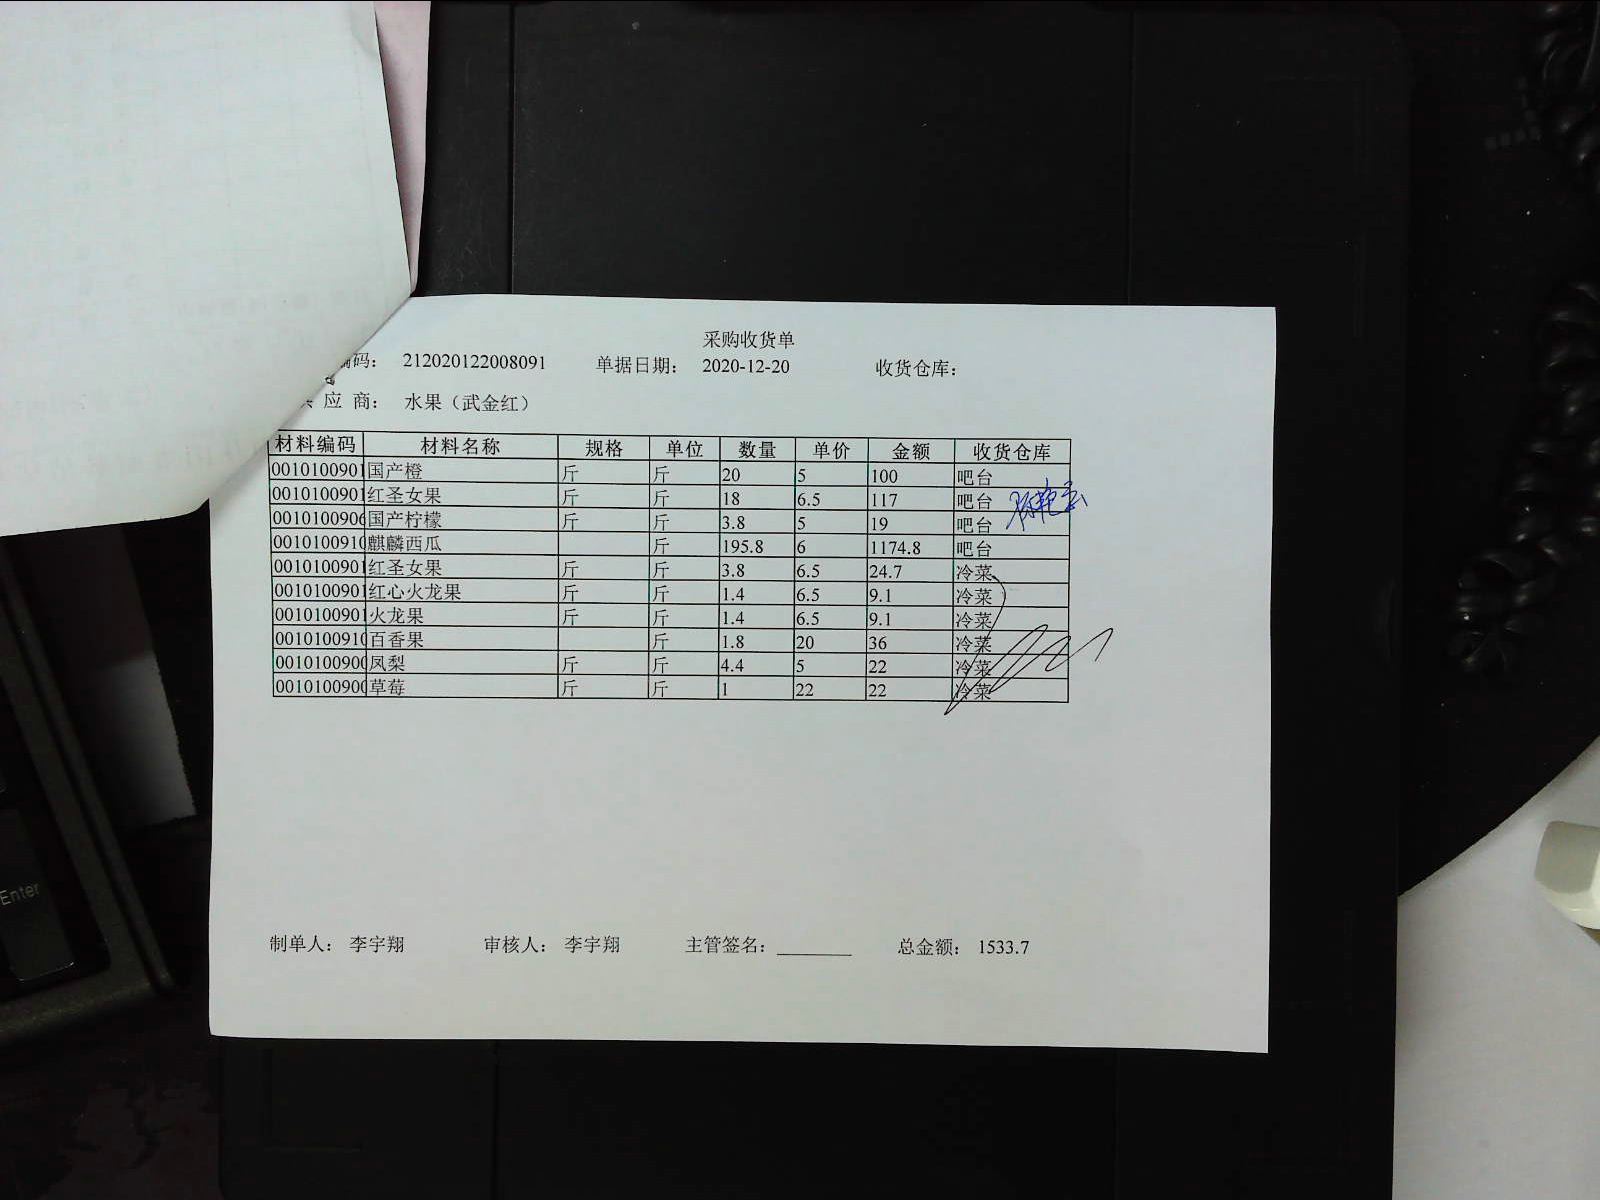 采购收货单
编码： 212020122008091 单据日期： 2020-12-20 收货仓库：
应 商： 水果（武金红）
材料编码 材料名称 规格 单位 数量 单价 金额 收货仓库
0010100901 国产橙 斤 斤 20 5 100 吧台
0010100901 红圣女果 斤 斤 18 6.5 117 吧台
0010100906 国产柠檬 斤 斤 3.8 5 19 吧台
0010100910 麒麟西瓜 斤 195.8 6 1174.8 吧台
0010100901 红圣女果 斤 斤 3.8 6.5 24.7 冷菜
0010100901 红心火龙果 斤 斤 1.4 6.5 9.1 冷菜
0010100901 火龙果 斤 斤 1.4 6.5 9.1 冷菜
0010100910 百香果 斤 1.8 20 36 冷菜
0010100900 凤梨 斤 斤 4.4 5 22 冷菜
0010100900 草莓 斤 斤 1 22 22 冷菜
制单人： 李宇翔 审核人： 李宇翔 主管签名： 总金额： 1533.7
Enter